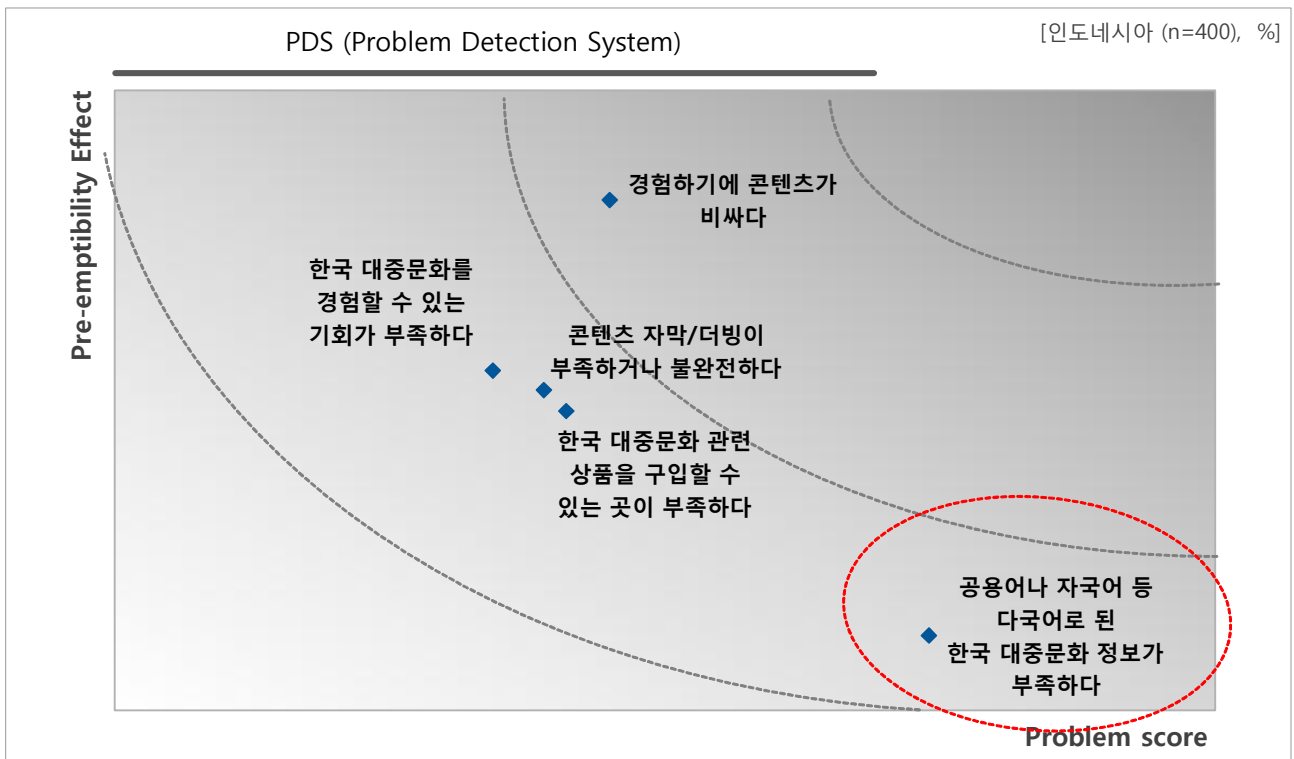 PDS (Problem Detection System)
[인도네시아 (n=400), %]
Pre-emptibility Effect
경험하기에 콘텐츠가
비싸다
한국 대중문화를
경험할 수 있는
기회가 부족하다
콘텐츠 자막/더빙이
부족하거나 불완전하다
한국 대중문화 관련
상품을 구입할 수
있는 곳이 부족하다
공용어나 자국어 등
다국어로 된
한국 대중문화 정보가
부족하다
Problem score